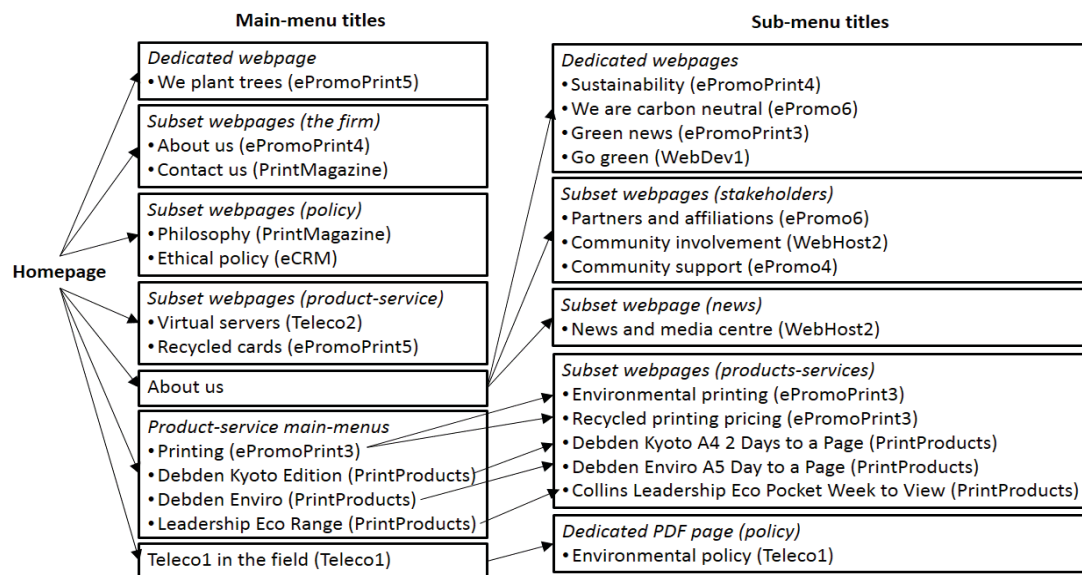 Main-menu titles
Sub-menu titles
Homepage
Dedicated webpage
• We plant trees (ePromoPrint5)
Subset webpages (the firm)
• About us (ePromoPrint4)
• Contact us (PrintMagazine)
Subset webpages (policy)
• Philosophy (PrintMagazine)
• Ethical policy (eCRM)
Subset webpages (product-service)
• Virtual servers (Teleco2)
• Recycled cards (ePromoPrint5)
About us
Product-service main-menus
• Printing (ePromoPrint3)
• Debden Kyoto Edition (PrintProducts)
• Debden Enviro (PrintProducts)
• Leadership Eco Range (PrintProducts)
Teleco1 in the field (Teleco1)
Dedicated webpages
• Sustainability (ePromoPrint4)
• We are carbon neutral (ePromo6)
• Green news (ePromoPrint3)
• Go green (WebDev1)
Subset webpages (stakeholders)
• Partners and affiliations (ePromo6)
• Community involvement (WebHost2)
• Community support (ePromo4)
Subset webpage (news)
• News and media centre (WebHost2)
Subset webpages (products-services)
• Environmental printing (ePromoPrint3)
• Recycled printing pricing (ePromoPrint3)
• Debden Kyoto A4 2 Days to a Page (PrintProducts)
• Debden Enviro A5 Day to a Page (PrintProducts)
• Collins Leadership Eco Pocket Week to View (PrintProducts)
Dedicated PDF page (policy)
• Environmental policy (Teleco1)